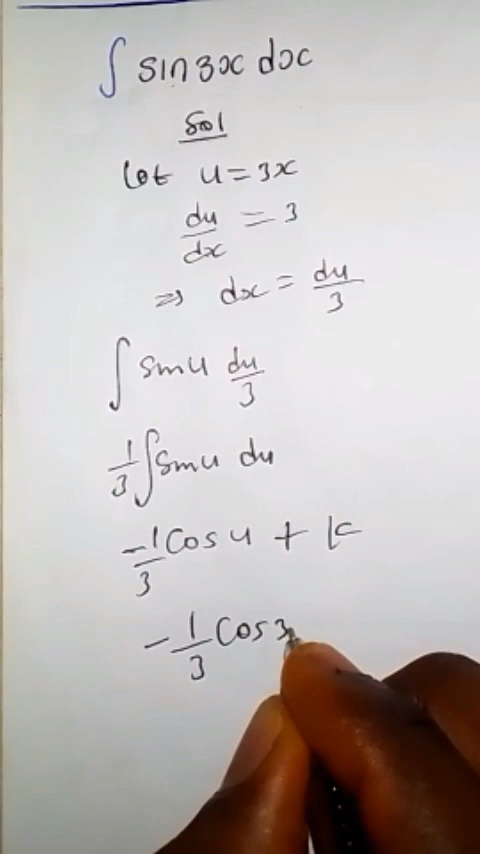 ∫ sin3x dx
Sol
Let u = 3x
du/dx = 3
⇒ dx = du/3
∫ sinu du/3
1/3 ∫ sinu du
-1/3 Cos u + K
- 1/3 Cos 3